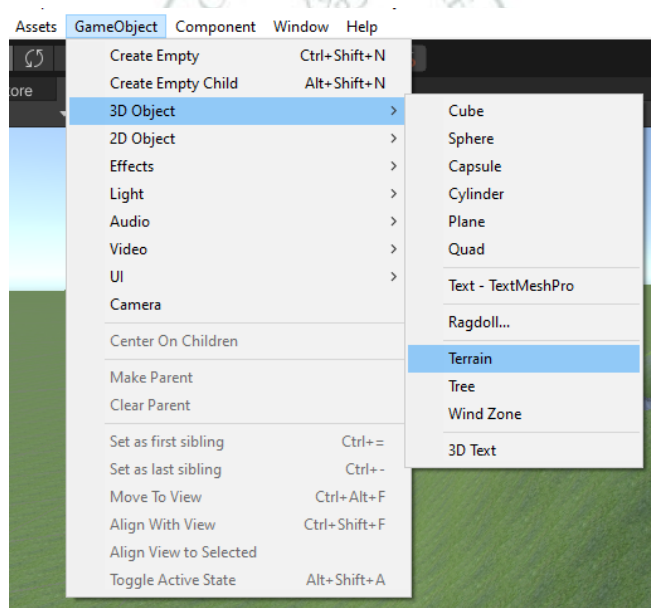 Assets GameObject Component Window Help
ore
Create Empty Ctrl+Shift+N
Create Empty Child Alt+Shift+N
3D Object >
2D Object >
Effects >
Light >
Audio >
Video >
UI >
Camera
Center On Children
Make Parent
Clear Parent
Set as first sibling Ctrl+=
Set as last sibling Ctrl+-
Move To View Ctrl+Alt+F
Align With View Ctrl+Shift+F
Align View to Selected
Toggle Active State Alt+Shift+A
Cube
Sphere
Capsule
Cylinder
Plane
Quad
Text - TextMeshPro
Ragdoll...
Terrain
Tree
Wind Zone
3D Text